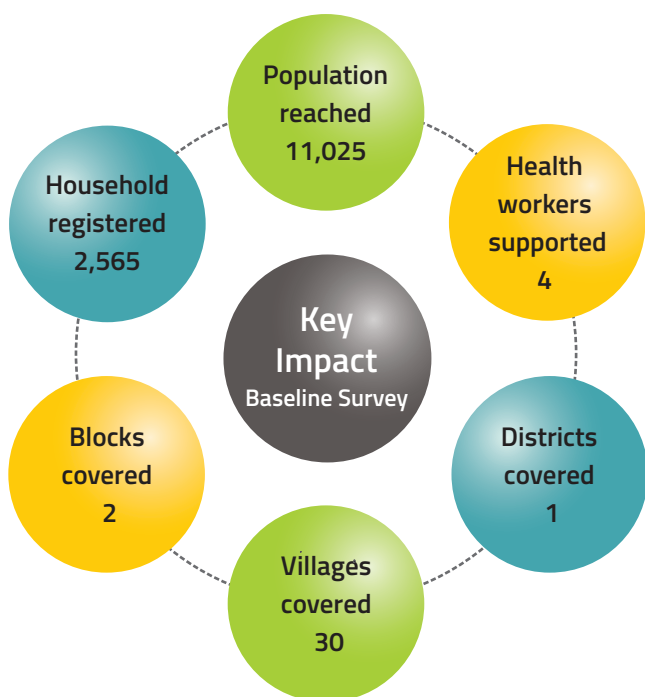 Population
reached
11,025
Health
workers
supported
4
Household
registered
2,565
Key
Impact
Baseline Survey
Blocks
covered
2
Districts
covered
1
Villages
covered
30